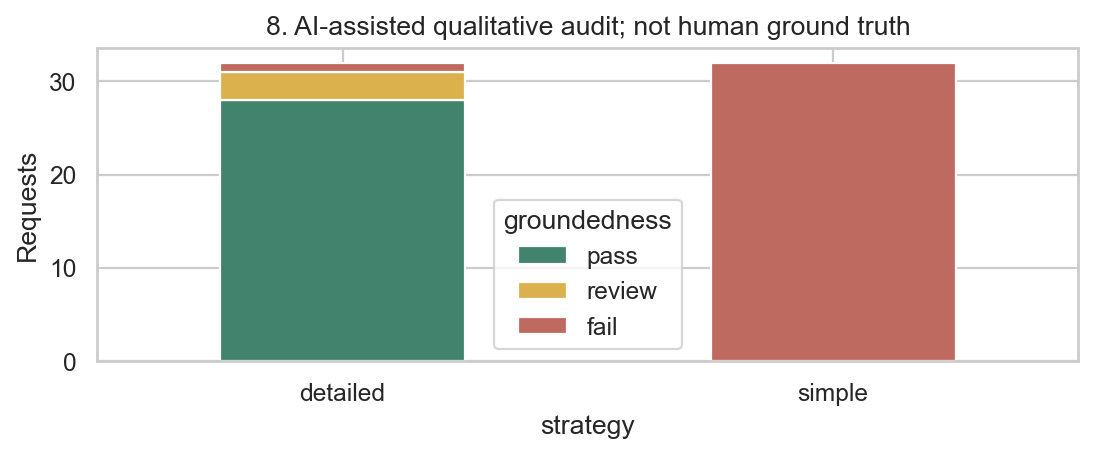 8. AI-assisted qualitative audit; not human ground truth
Requests
30
20
10
0
groundedness
pass
review
fail
detailed
simple
strategy